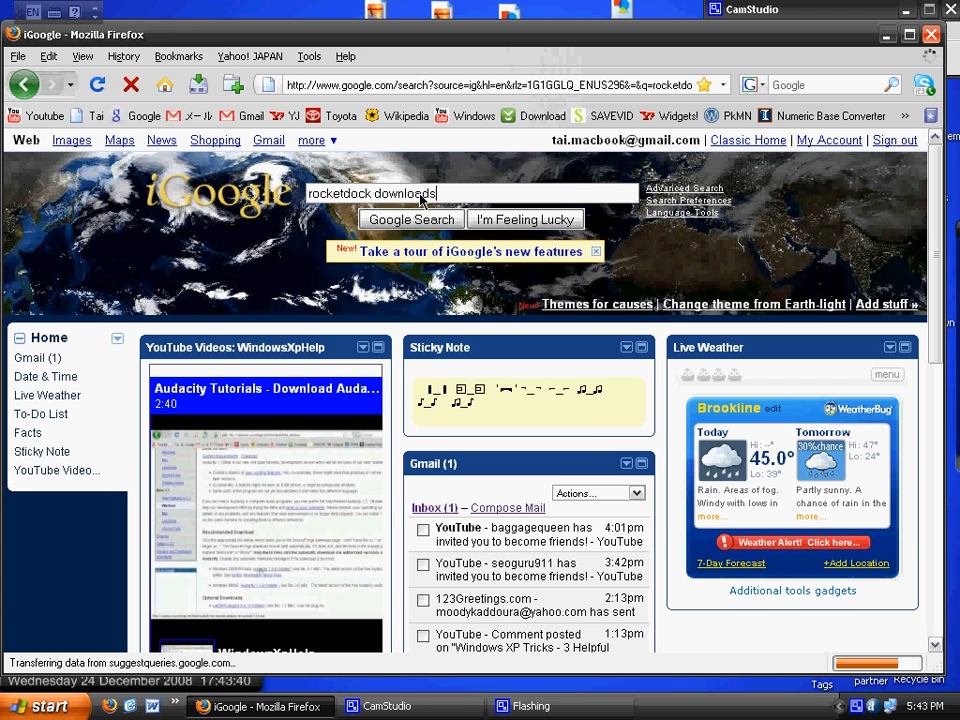 EN
CamStudio
iGoogle - Mozilla Firefox
File Edit View History Bookmarks Yahoo! JAPAN Tools Help
http://www.google.com/search?source=ig&hl=en&rlz=1G1GGLQ_ENUS296&=&q=rocketdo
Google
Youtube Tai Google メール Gmail YJ Toyota Wikipedia Windows Download SAVEVID Widgets! PkMN Numeric Base Converter »
Web Images Maps News Shopping Gmail more ▼
tai.macbook@gmail.com | Classic Home | My Account | Sign out
iGoogle
rocketdock downloads
Advanced Search
Search Preferences
Language Tools
Google Search I'm Feeling Lucky
New! Take a tour of iGoogle's new features
New! Themes for causes | Change theme from Earth-light | Add stuff »
Home
Gmail (1)
Date & Time
Live Weather
To-Do List
Facts
Sticky Note
YouTube Video...
YouTube Videos: WindowsXpHelp
Audacity Tutorials - Download Auda...
2:40
WindowsXpHelp
Sticky Note
Gmail (1)
Actions...
Inbox (1) – Compose Mail
YouTube - baggagequeen has 4:01pm
invited you to become friends! - YouTube
YouTube - seoguru911 has 3:42pm
invited you to become friends! - YouTube
123Greetings.com - 2:13pm
moodykaddoura@yahoo.com has sent
YouTube - Comment posted 1:13pm
on "Windows XP Tricks - 3 Helpful
Live Weather
menu
Brookline edit
WeatherBug
Today
Hi: --°
45.0°
Lo: 39°
Rain. Areas of fog.
Windy with lows in
more...
Tomorrow
30%chance
Hi: 47°
Lo: 24°
Partly sunny. A
chance of rain in the
more...
Weather Alert! Click here...
7-Day Forecast +Add Location
Additional tools gadgets
Transferring data from suggestqueries.google.com...
Wednesday 24 December 2008 17:43:40
Tags
partner
Recycle Bin
start
iGoogle - Mozilla Fi...
CamStudio
Flashing
5:43 PM